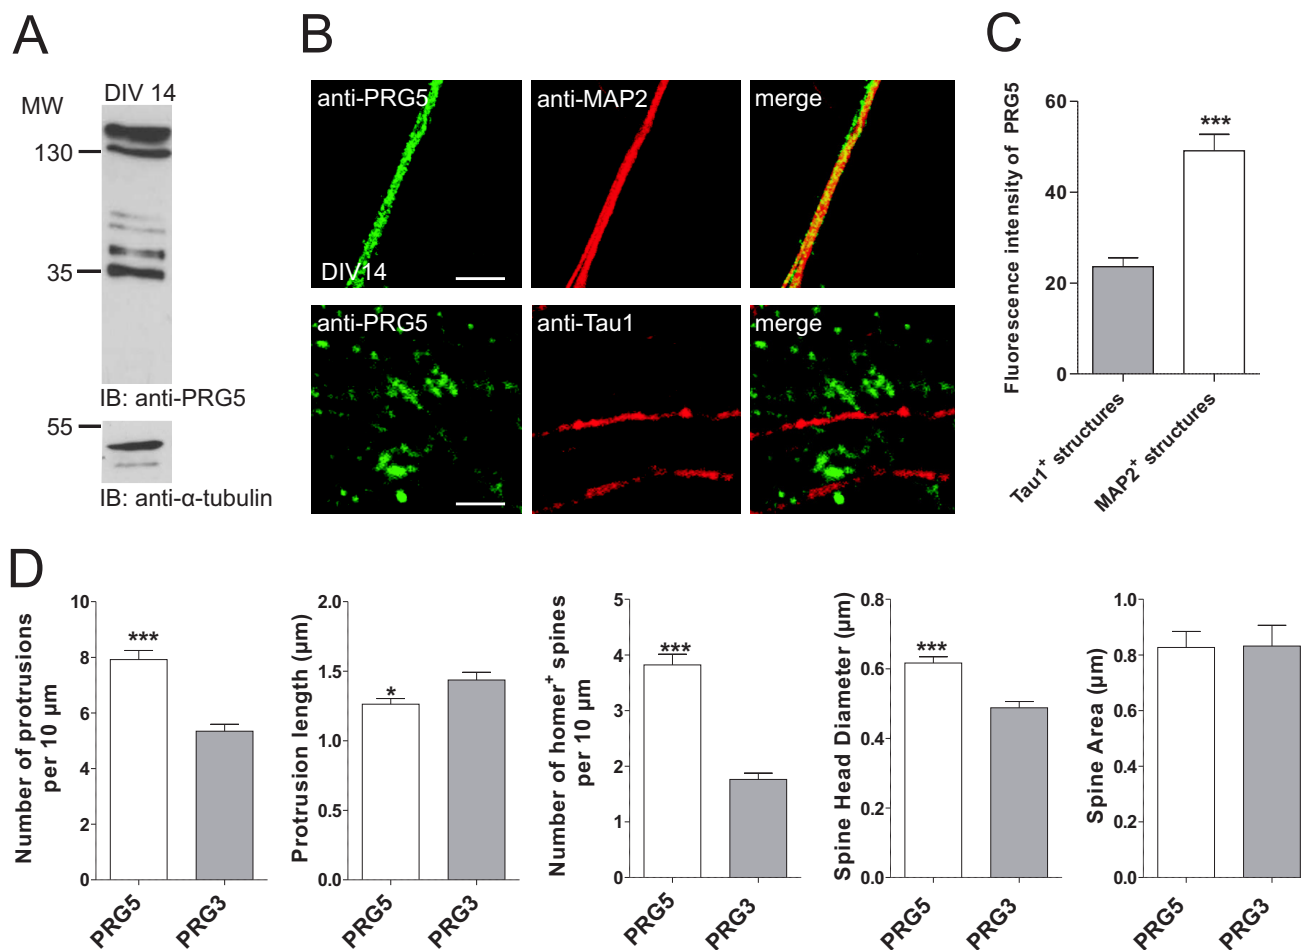 A
DIV 14
MW
130
35
IB: anti-PRG5
55
IB: anti-α-tubulin
B
anti-PRG5
anti-MAP2
merge
DIV14
anti-PRG5
anti-Tau1
merge
C
Fluorescence intensity of PRG5
60
40
20
0
***
Tau1+ structures
MAP2+ structures
D
Number of protrusions
per 10 µm
10
8
6
4
2
0
***
PRG5
PRG3
Protrusion length (µm)
2.0
1.5
1.0
0.5
0.0
*
PRG5
PRG3
Number of homer+ spines
per 10 µm
5
4
3
2
1
0
***
PRG5
PRG3
Spine Head Diameter (µm)
0.8
0.6
0.4
0.2
0.0
***
PRG5
PRG3
Spine Area (µm)
1.0
0.8
0.6
0.4
0.2
0.0
PRG5
PRG3